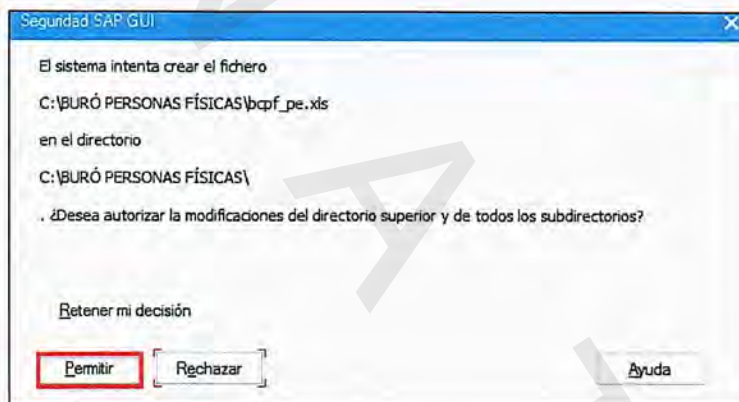 Seguridad SAP GUI
El sistema intenta crear el fichero
C:\BURÓ PERSONAS FÍSICAS\bcpf_pe.xls
en el directorio
C:\BURÓ PERSONAS FÍSICAS\
. ¿Desea autorizar la modificaciones del directorio superior y de todos los subdirectorios?
Retener mi decisión
Permitir Rechazar Ayuda